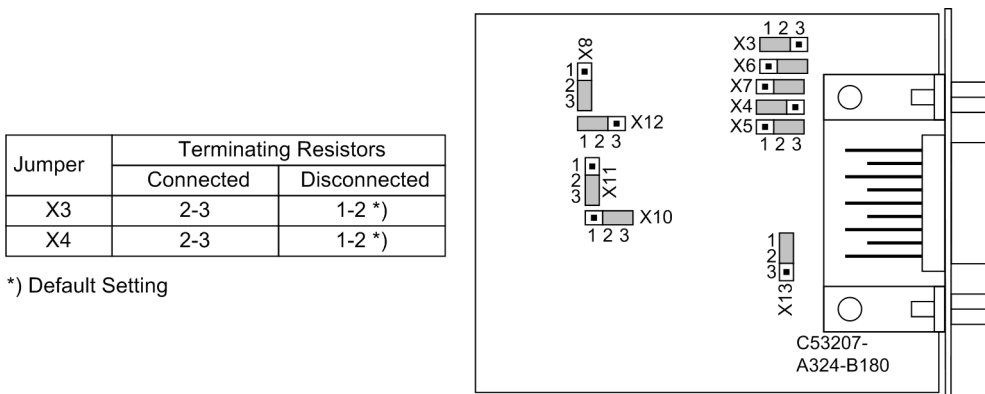 Jumper Terminating Resistors
Connected Disconnected
X3 2-3 1-2 *)
X4 2-3 1-2 *)
*) Default Setting
X8
1
2
3
X12
1 2 3
1
2
3
X11
X10
1 2 3
1 2 3
X3
X6
X7
X4
X5
1 2 3
1
2
3
X13
C53207-
A324-B180